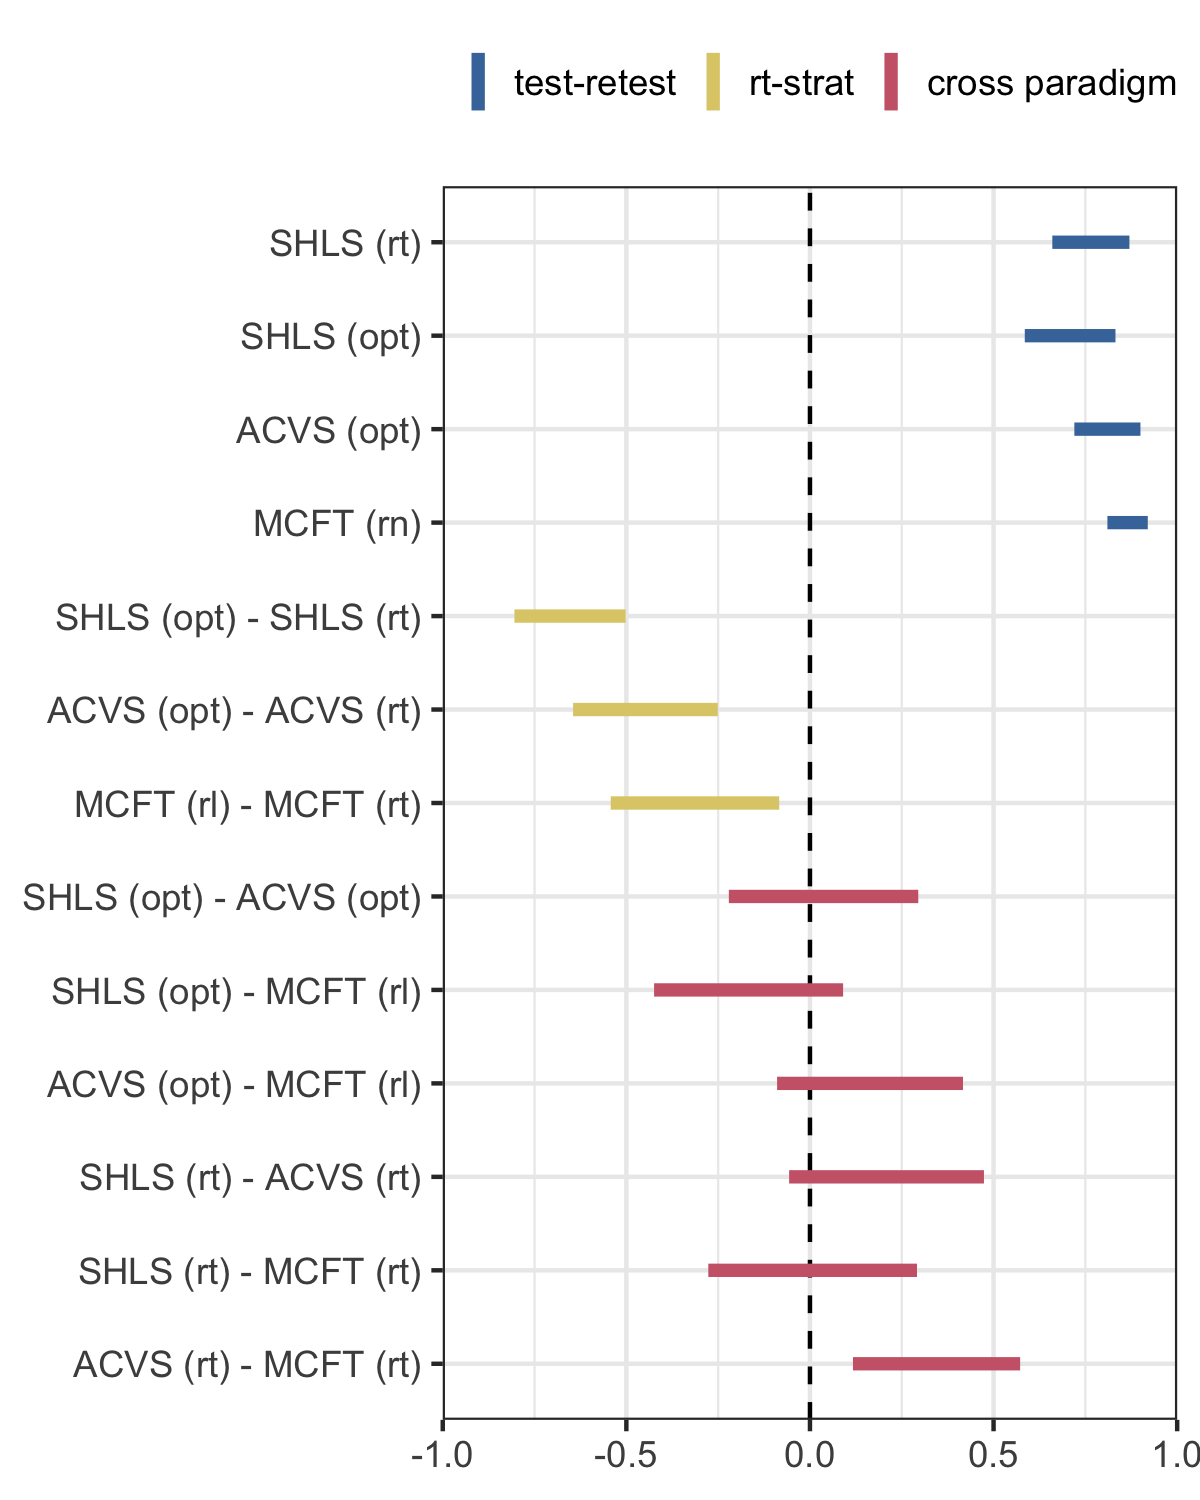 test-retest rt-strat cross paradigm
SHLS (rt)
SHLS (opt)
ACVS (opt)
MCFT (rn)
SHLS (opt) - SHLS (rt)
ACVS (opt) - ACVS (rt)
MCFT (rl) - MCFT (rt)
SHLS (opt) - ACVS (opt)
SHLS (opt) - MCFT (rl)
ACVS (opt) - MCFT (rl)
SHLS (rt) - ACVS (rt)
SHLS (rt) - MCFT (rt)
ACVS (rt) - MCFT (rt)
-1.0 -0.5 0.0 0.5 1.0